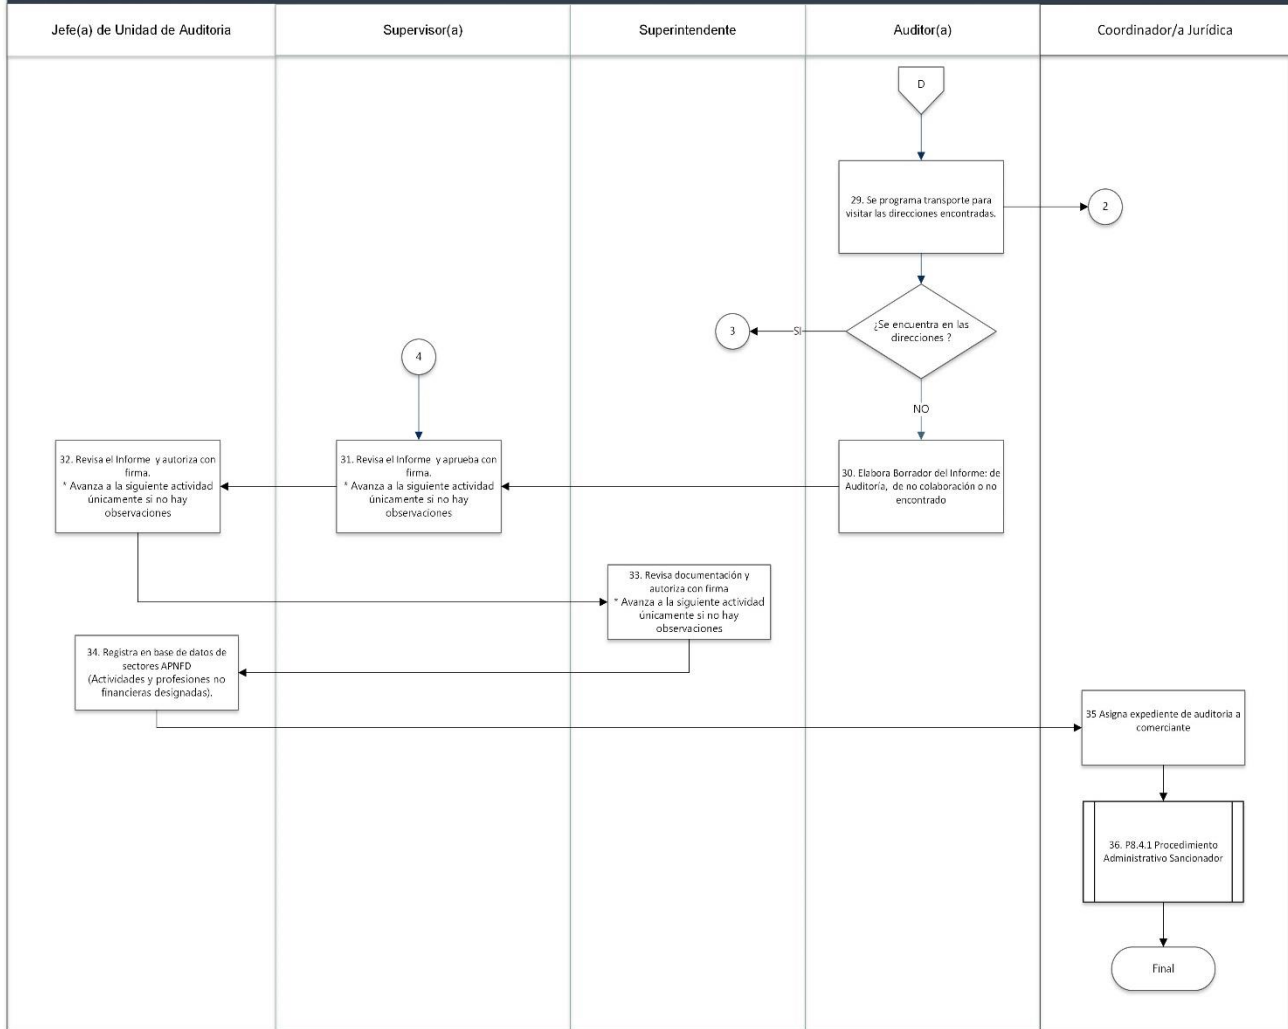 Jefe(a) de Unidad de Auditoria
Supervisor(a)
Superintendente
Auditor(a)
Coordinador/a Jurídica
D
29. Se programa transporte para
visitar las direcciones encontradas.
2
¿Se encuentra en las
direcciones ?
SI
3
NO
4
32. Revisa el Informe y autoriza con
firma.
* Avanza a la siguiente actividad
únicamente si no hay
observaciones
31. Revisa el Informe y aprueba con
firma.
* Avanza a la siguiente actividad
únicamente si no hay
observaciones
30. Elabora Borrador del Informe: de
Auditoría, de no colaboración o no
encontrado
33. Revisa documentación y
autoriza con firma
* Avanza a la siguiente actividad
únicamente si no hay
observaciones
34. Registra en base de datos de
sectores APNFD
(Actividades y profesiones no
financieras designadas).
35 Asigna expediente de auditoria a
comerciante
36. P8.4.1 Procedimiento
Administrativo Sancionador
Final